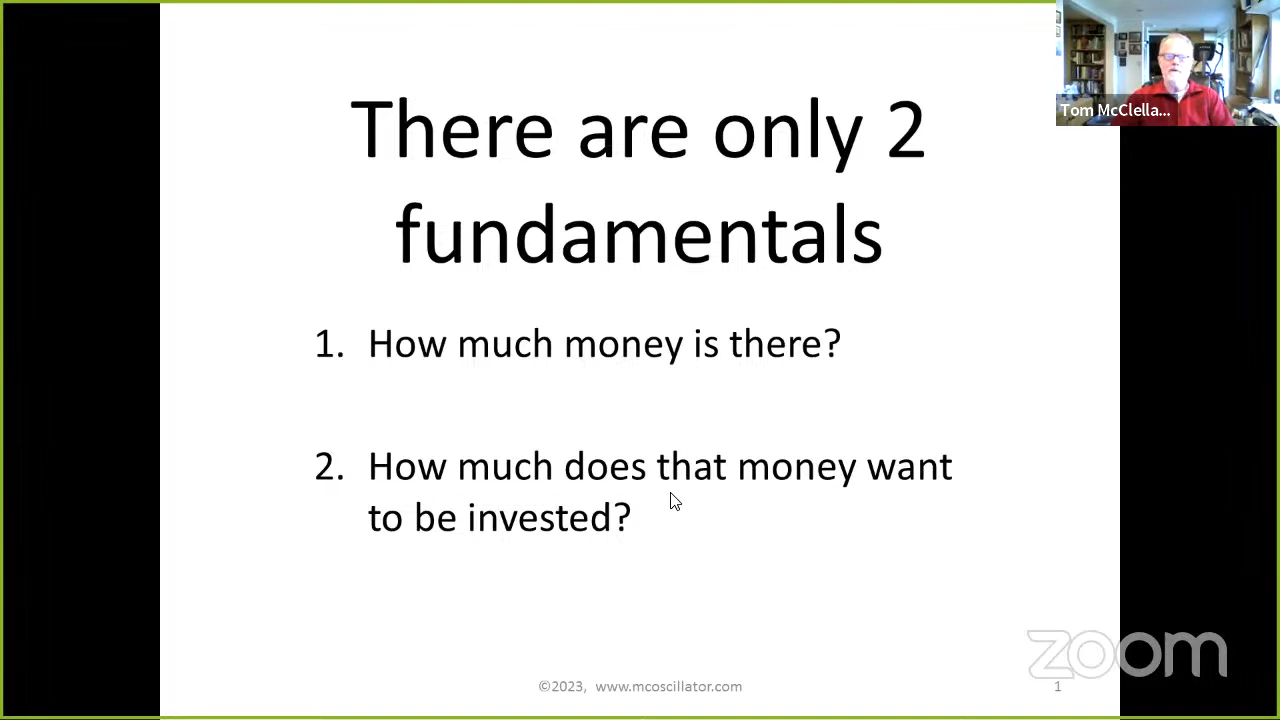 There are only 2
fundamentals
1. How much money is there?
2. How much does that money want
to be invested?
©2023, www.mcoscillator.com
1
Tom McClella...
zoom